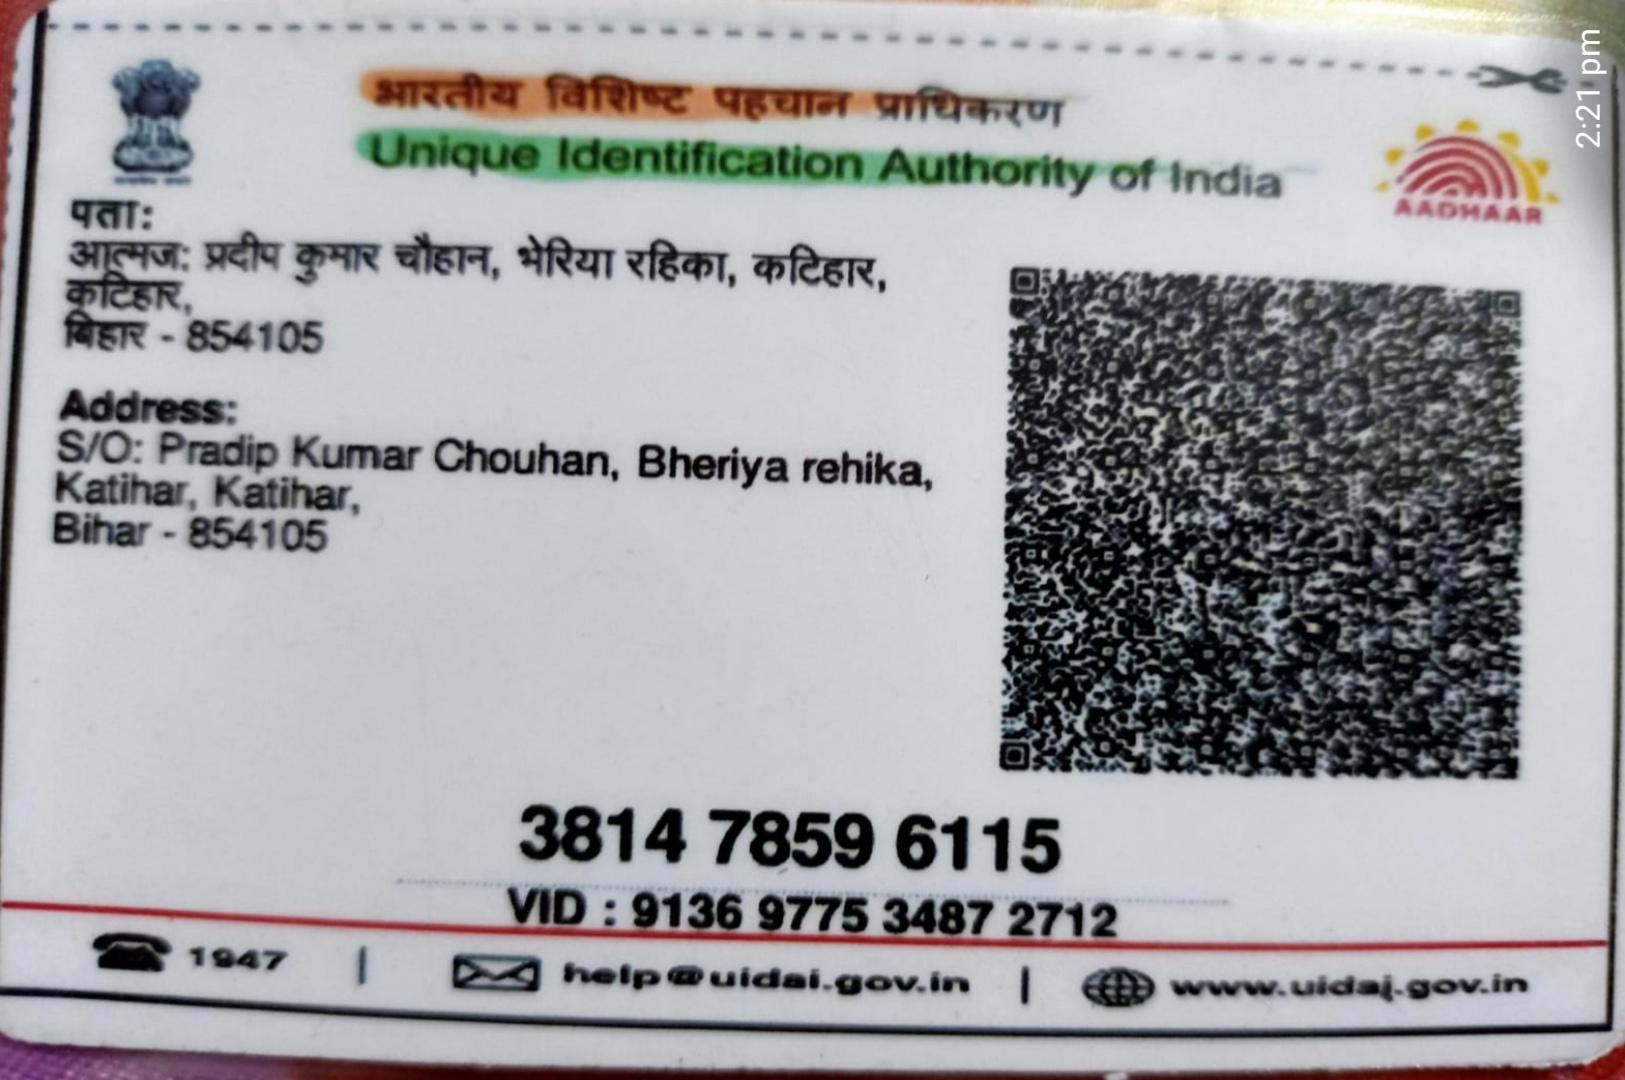 2:21 pm
भारतीय विशिष्ट पहचान प्राधिकरण
Unique Identification Authority of India
AADHAAR
पता:
आत्मज: प्रदीप कुमार चौहान, भेरिया रहिका, कटिहार,
कटिहार,
बिहार - 854105
Address:
S/O: Pradip Kumar Chouhan, Bheriya rehika,
Katihar, Katihar,
Bihar - 854105
3814 7859 6115
VID : 9136 9775 3487 2712
1947 | help@uidai.gov.in | www.uidai.gov.in